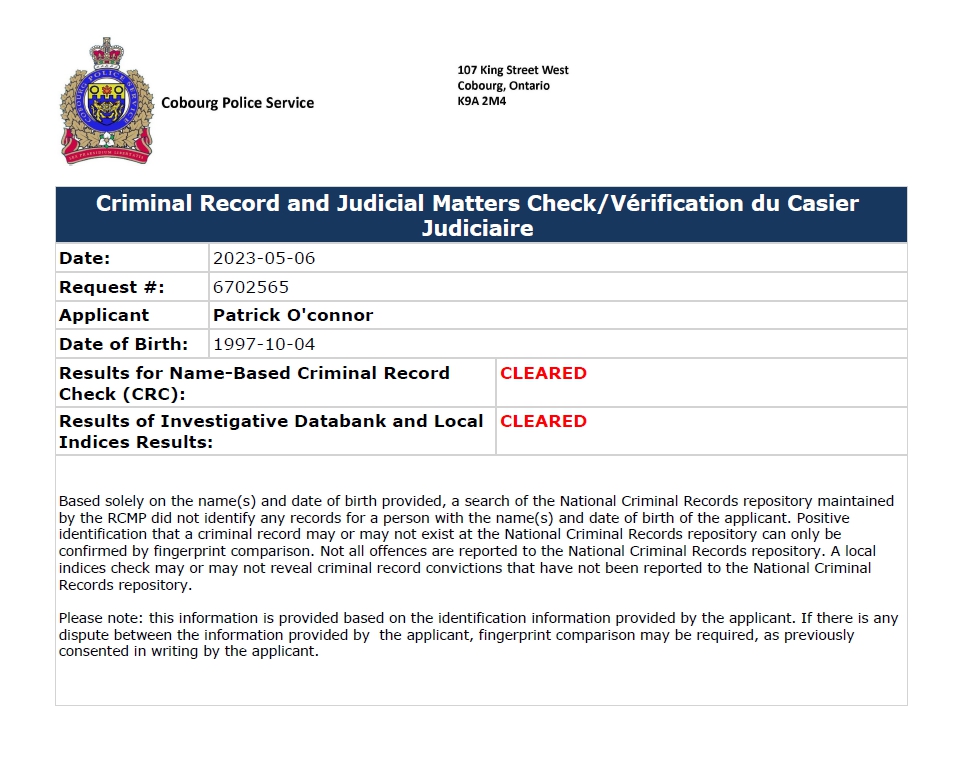 COBOURG POLICE SERVICE
Cobourg Police Service
107 King Street West
Cobourg, Ontario
K9A 2M4
Criminal Record and Judicial Matters Check/Vérification du Casier
Judiciaire
Date: 2023-05-06
Request #: 6702565
Applicant Patrick O'connor
Date of Birth: 1997-10-04
Results for Name-Based Criminal Record CLEARED
Check (CRC):
Results of Investigative Databank and Local CLEARED
Indices Results:
Based solely on the name(s) and date of birth provided, a search of the National Criminal Records repository maintained
by the RCMP did not identify any records for a person with the name(s) and date of birth of the applicant. Positive
identification that a criminal record may or may not exist at the National Criminal Records repository can only be
confirmed by fingerprint comparison. Not all offences are reported to the National Criminal Records repository. A local
indices check may or may not reveal criminal record convictions that have not been reported to the National Criminal
Records repository.
Please note: this information is provided based on the identification information provided by the applicant. If there is any
dispute between the information provided by  the applicant, fingerprint comparison may be required, as previously
consented in writing by the applicant.